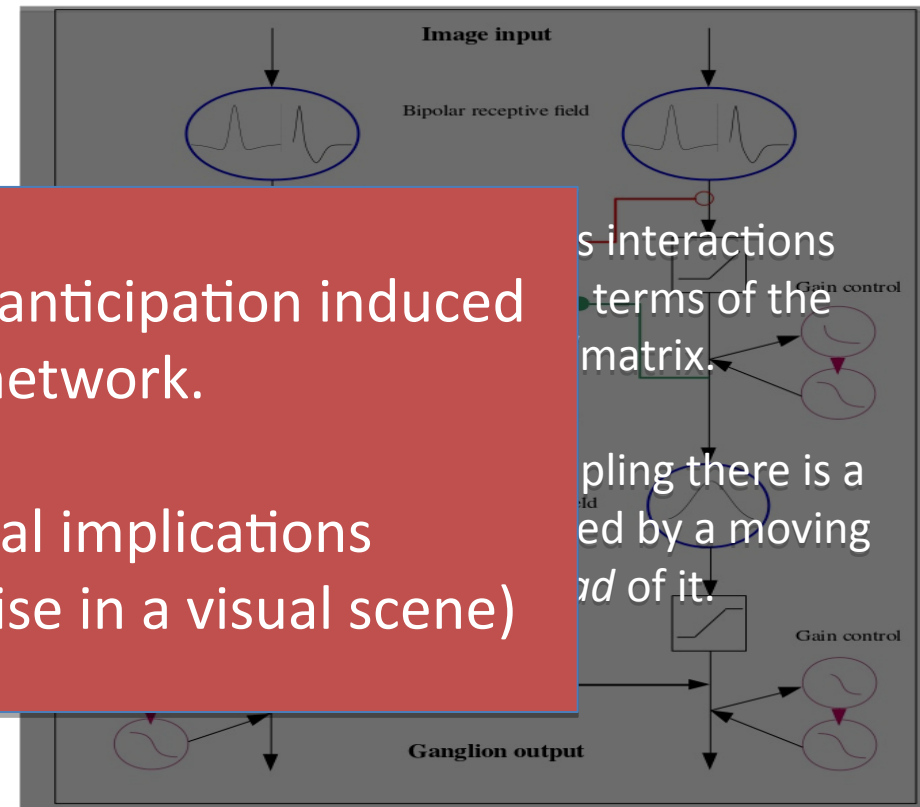 Image input
Bipolar receptive field
s interactions
anticipation induced
terms of the
Gain control
network.
matrix.
pling there is a
al implications
ed by a moving
ise in a visual scene)
ad of it.
Gain control
Ganglion output